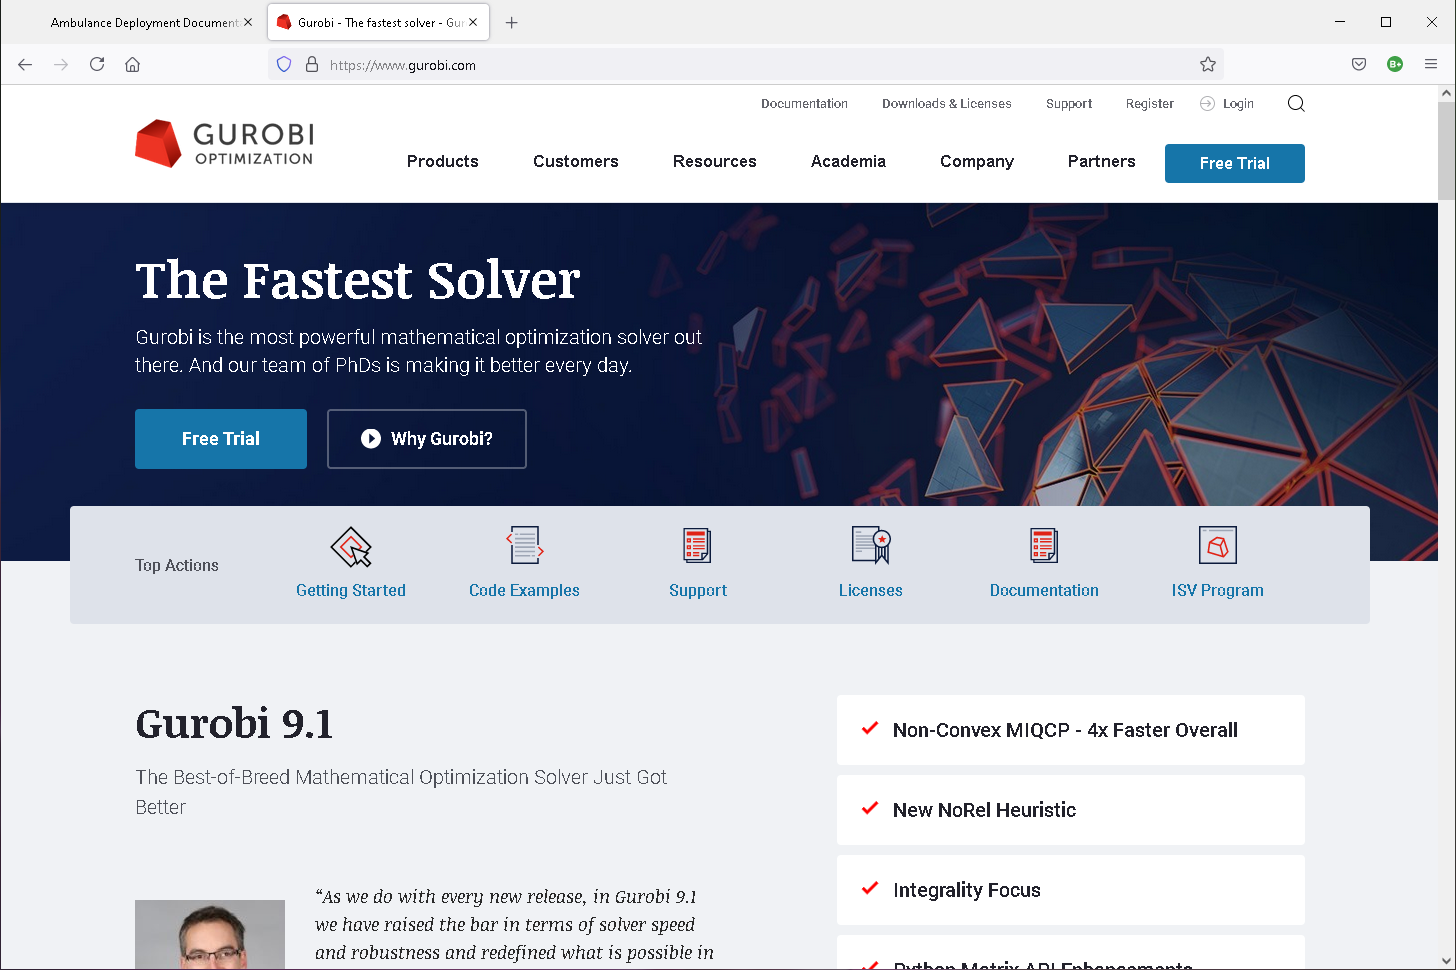 Ambulance Deployment Document
Gurobi - The fastest solver - Gur
https://www.gurobi.com
B+
Documentation
Downloads & Licenses
Support
Register
Login
GUROBI
OPTIMIZATION
Products
Customers
Resources
Academia
Company
Partners
Free Trial
The Fastest Solver
Gurobi is the most powerful mathematical optimization solver out
there. And our team of PhDs is making it better every day.
Free Trial
Why Gurobi?
Top Actions
Getting Started
Code Examples
Support
Licenses
Documentation
ISV Program
Gurobi 9.1
The Best-of-Breed Mathematical Optimization Solver Just Got
Better
“As we do with every new release, in Gurobi 9.1
we have raised the bar in terms of solver speed
and robustness and redefined what is possible in
Non-Convex MIQCP - 4x Faster Overall
New NoRel Heuristic
Integrality Focus
Python Matrix API Enhancements